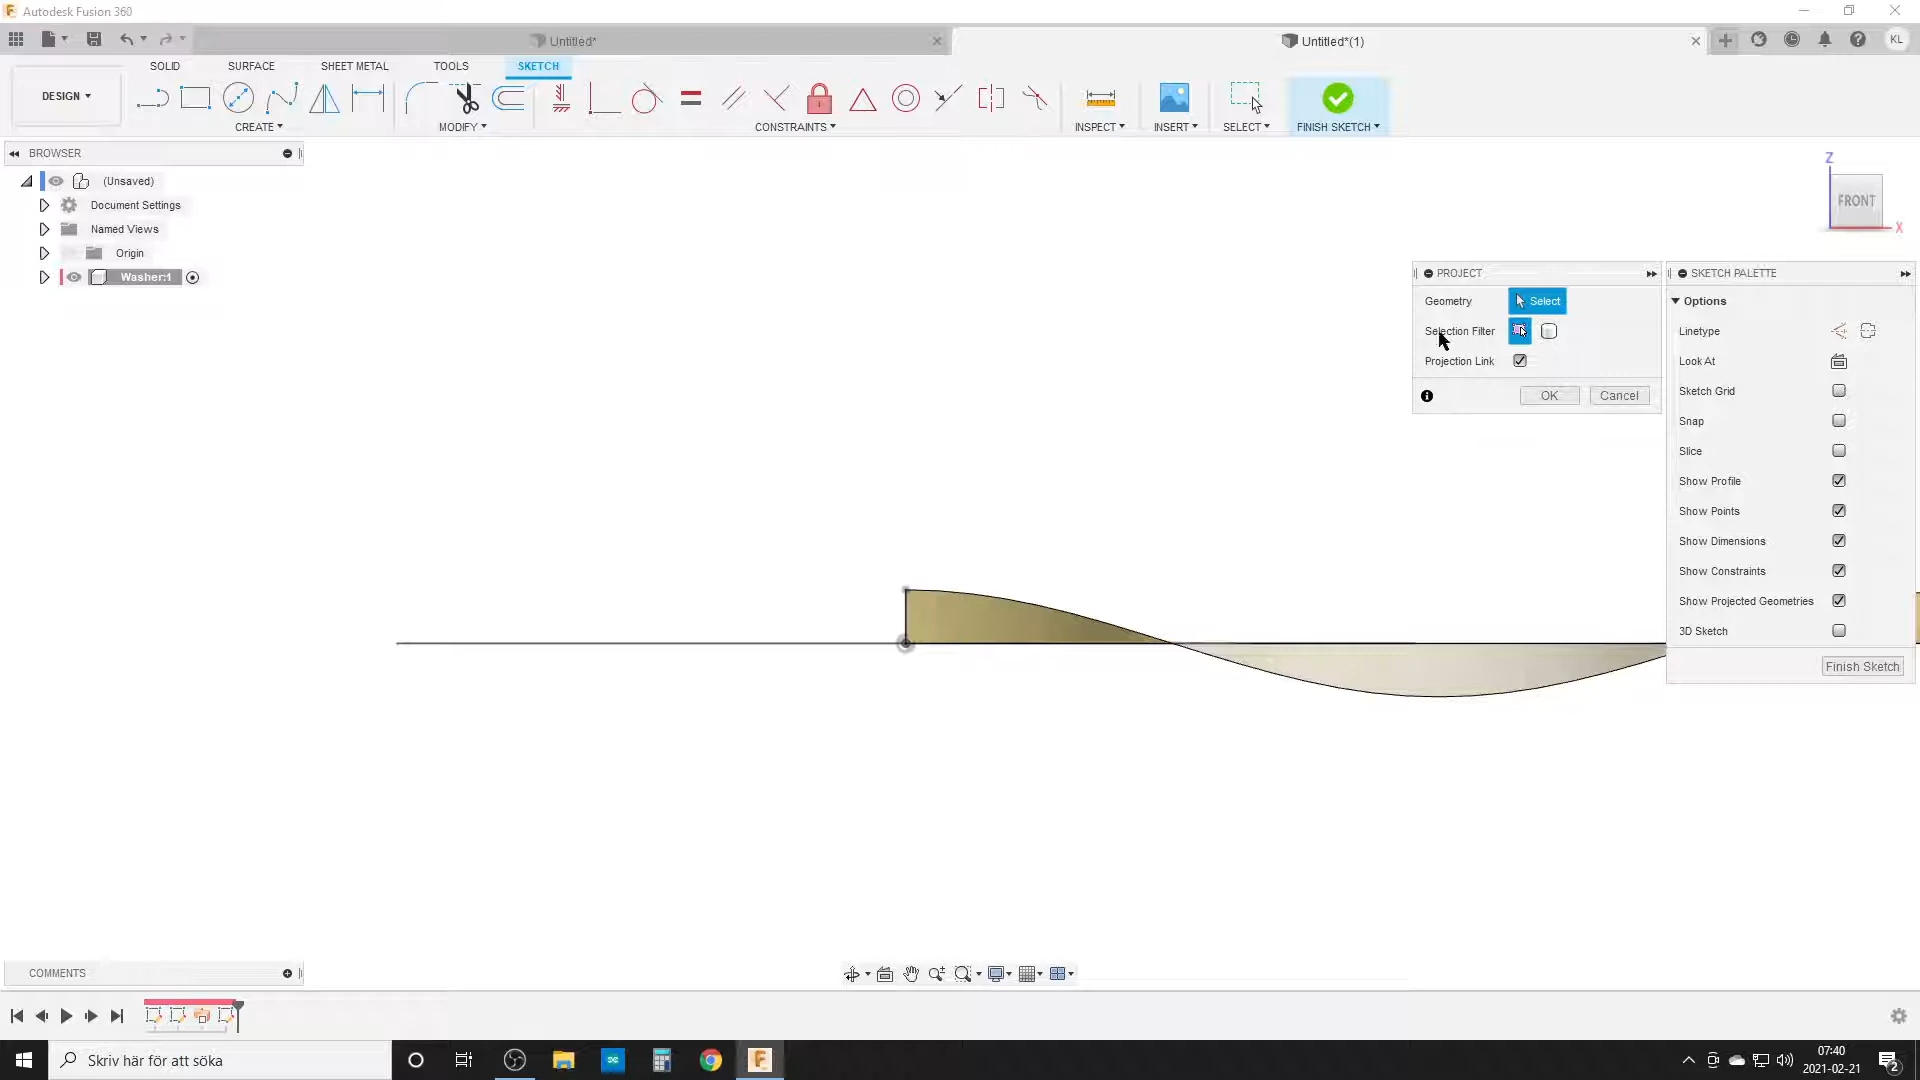 Autodesk Fusion 360
Untitled*
Untitled*(1)
KL
SOLID
SURFACE
SHEET METAL
TOOLS
SKETCH
DESIGN
CREATE
MODIFY
CONSTRAINTS
INSPECT
INSERT
SELECT
FINISH SKETCH
BROWSER
(Unsaved)
Document Settings
Named Views
Origin
Washer:1
Z
FRONT
X
PROJECT
Geometry
Select
Selection Filter
Projection Link
OK
Cancel
SKETCH PALETTE
Options
Linetype
Look At
Sketch Grid
Snap
Slice
Show Profile
Show Points
Show Dimensions
Show Constraints
Show Projected Geometries
3D Sketch
Finish Sketch
COMMENTS
Skriv här för att söka
07:40
2021-02-21
2